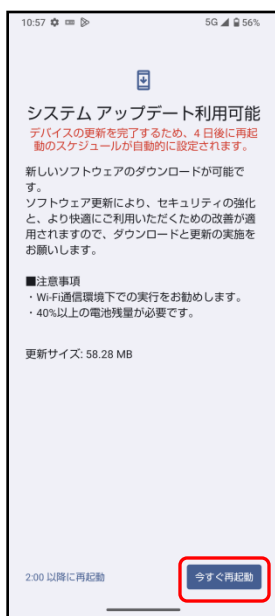 10:57 5G 56%
システム アップデート利用可能
デバイスの更新を完了するため、4 日後に再起
動のスケジュールが自動的に設定されます。
新しいソフトウェアのダウンロードが可能で
す。
ソフトウェア更新により、セキュリティの強化
と、より快適にご利用いただくための改善が適
用されますので、ダウンロードと更新の実施を
お願いします。
■注意事項
・Wi-Fi通信環境下での実行をお勧めします。
・40%以上の電池残量が必要です。
更新サイズ: 58.28 MB
2:00 以降に再起動
今すぐ再起動